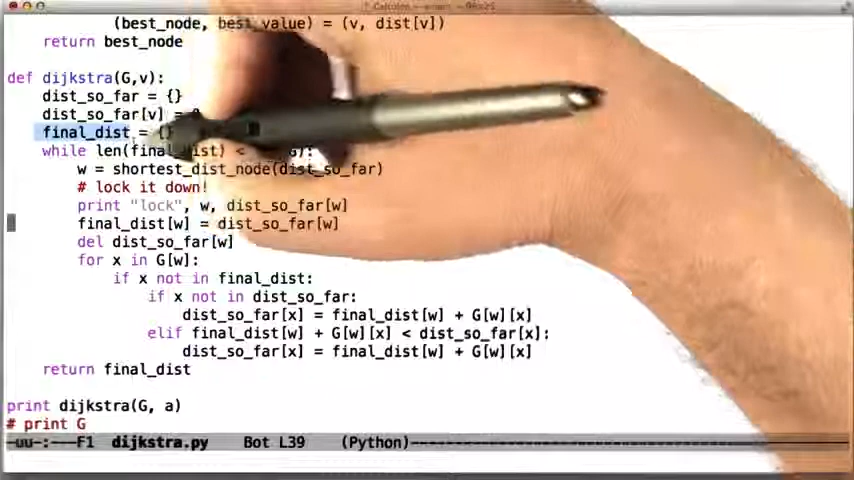 (best_node, best_value) = (v, dist[v])
return best_node
def dijkstra(G,v):
dist_so_far = {}
dist_so_far[v] = 0
final_dist = {}
while len(final_dist) <
w = shortest_dist_node(dist_so_far)
# lock it down!
print "lock", w, dist_so_far[w]
final_dist[w] = dist_so_far[w]
del dist_so_far[w]
for x in G[w]:
if x not in final_dist:
if x not in dist_so_far:
dist_so_far[x] = final_dist[w] + G[w][x]
elif final_dist[w] + G[w][x] < dist_so_far[x]:
dist_so_far[x] = final_dist[w] + G[w][x]
return final_dist
print dijkstra(G, a)
# print G
-uu-:---F1 dijkstra.py Bot L39 (Python)